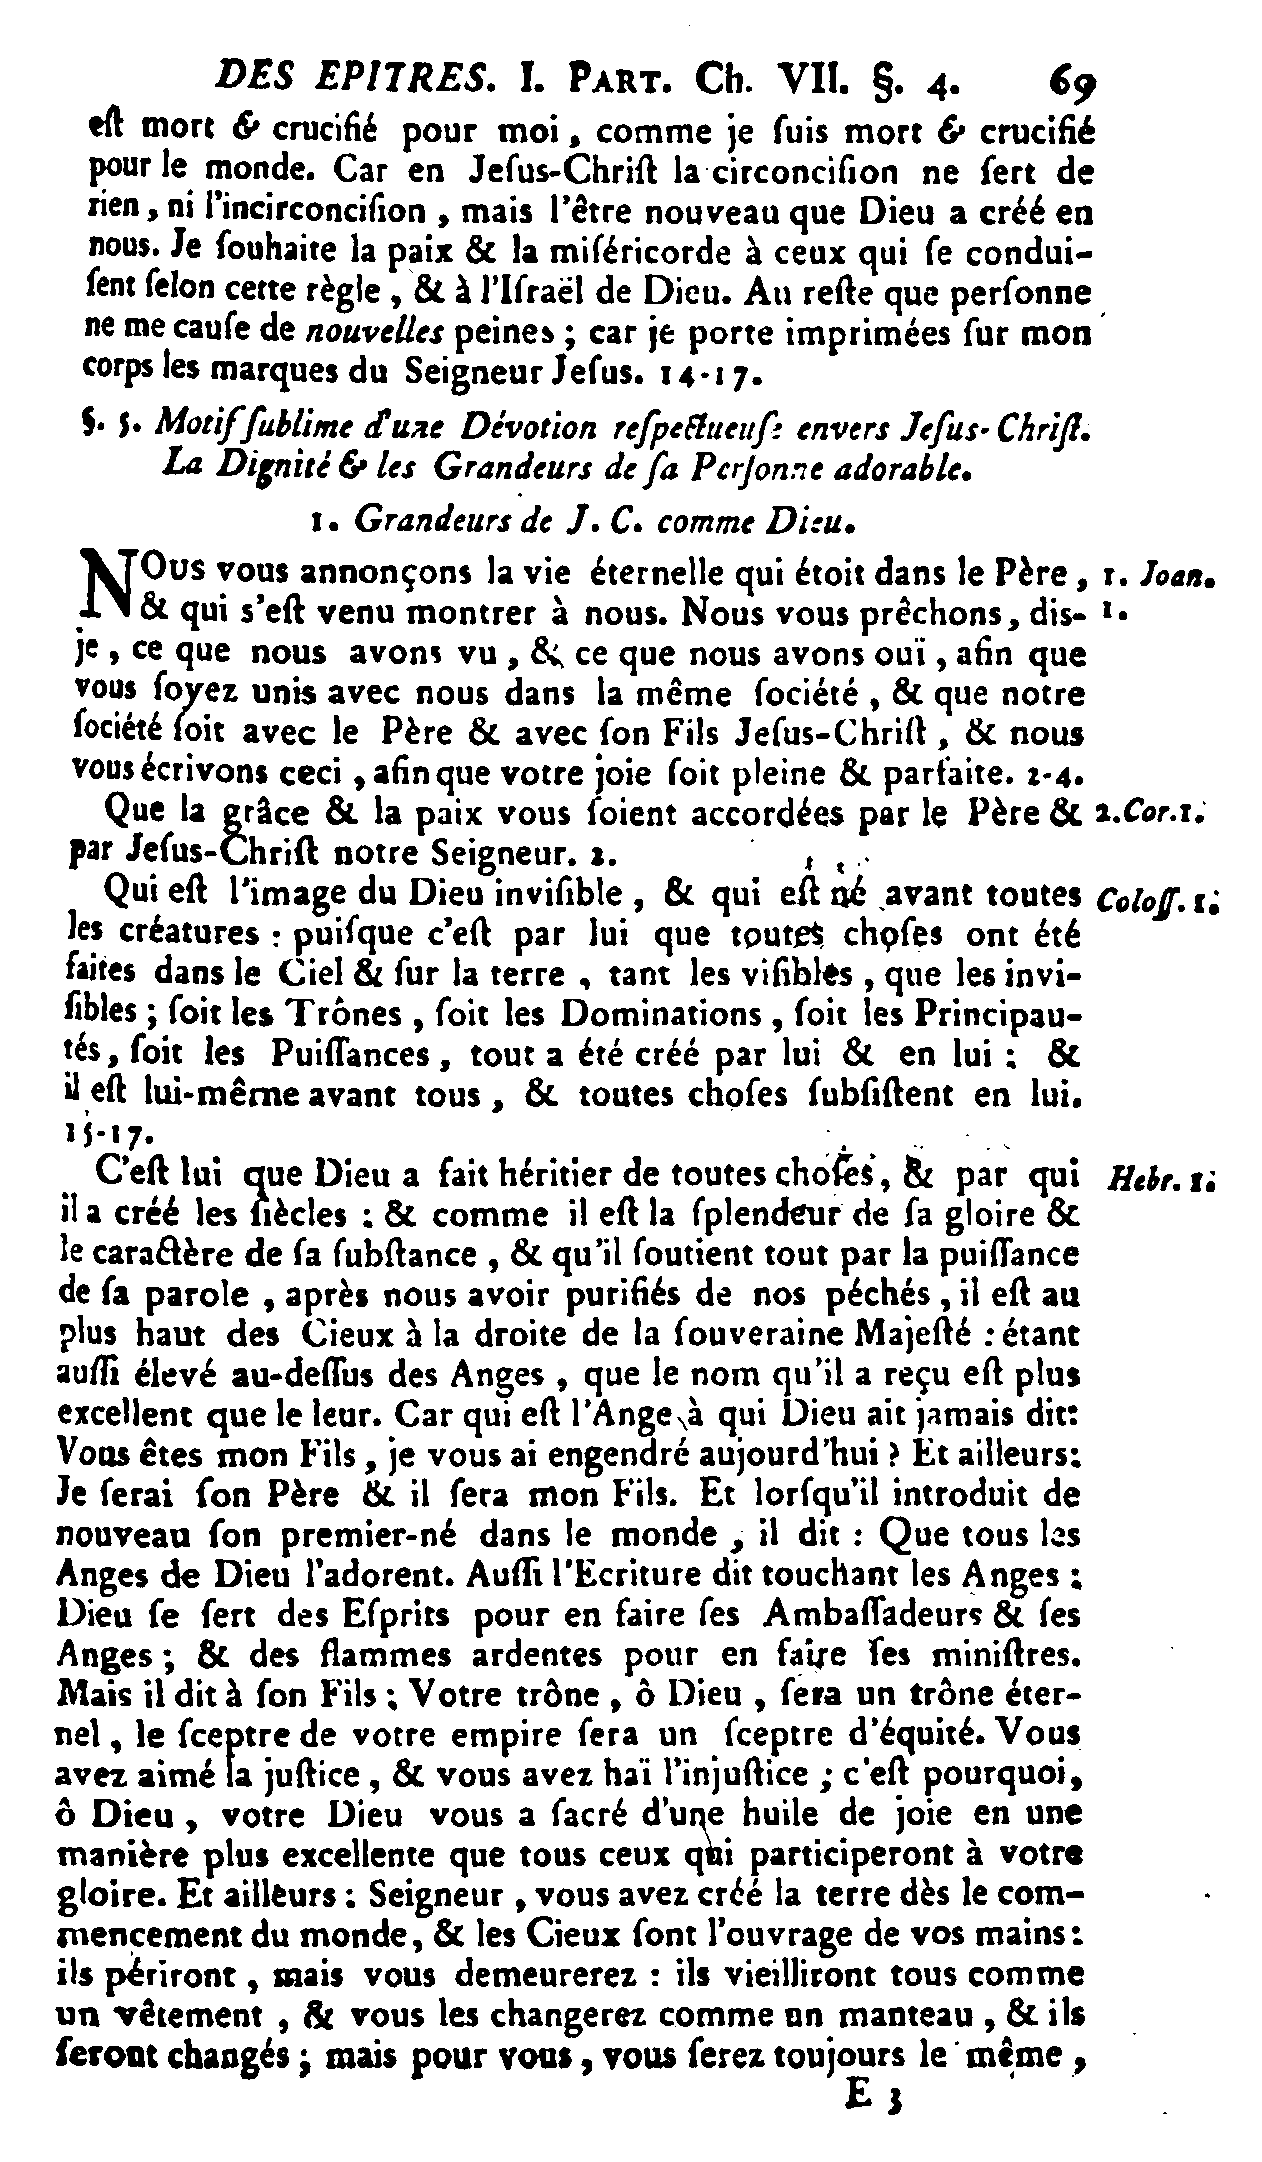 DES EPITRES. I. PART. Ch. VII. §. 4. 69
eſt mort & crucifié pour moi, comme je ſuis mort & crucifié
pour le monde. Car en Jeſus-Chriſt la circonciſion ne ſert de
rien, ni l'incirconciſion, mais l'être nouveau que Dieu a créé en
nous. Je ſouhaite la paix & la miſéricorde à ceux qui ſe condui-
ſent ſelon cette règle, & à l'Iſraël de Dieu. Au reſte que perſonne
ne me cauſe de nouvelles peines; car je porte imprimées ſur mon
corps les marques du Seigneur Jeſus. 14-17.
§. 5. Motif ſublime d'une Dévotion reſpectueuſe envers Jeſus-Chriſt.
La Dignité & les Grandeurs de ſa Perſonne adorable.
1. Grandeurs de J. C. comme Dieu.
NOus vous annonçons la vie éternelle qui étoit dans le Père, 1. Joan.
& qui s'eſt venu montrer à nous. Nous vous prêchons, dis- 1.
je, ce que nous avons vu, & ce que nous avons ouï, afin que
vous ſoyez unis avec nous dans la même ſociété, & que notre
ſociété ſoit avec le Père & avec ſon Fils Jeſus-Chriſt, & nous
vous écrivons ceci, afin que votre joie ſoit pleine & parfaite. 2-4.
Que la grâce & la paix vous ſoient accordées par le Père & 2.Cor.1.
par Jeſus-Chriſt notre Seigneur. 2.
Qui eſt l'image du Dieu inviſible, & qui eſt né avant toutes Coloſſ. 1.
les créatures : puiſque c'eſt par lui que toutes choſes ont été
faites dans le Ciel & ſur la terre, tant les viſibles, que les invi-
ſibles; ſoit les Trônes, ſoit les Dominations, ſoit les Principau-
tés, ſoit les Puiſſances, tout a été créé par lui & en lui : &
il eſt lui-même avant tous, & toutes choſes ſubſiſtent en lui.
15-17.
C'eſt lui que Dieu a fait héritier de toutes choſes, & par qui Hebr. 1.
il a créé les ſiècles : & comme il eſt la ſplendeur de ſa gloire &
le caractère de ſa ſubſtance, & qu'il ſoutient tout par la puiſſance
de ſa parole, après nous avoir purifiés de nos péchés, il eſt au
plus haut des Cieux à la droite de la ſouveraine Majeſté : étant
auſſi élevé au-deſſus des Anges, que le nom qu'il a reçu eſt plus
excellent que le leur. Car qui eſt l'Ange à qui Dieu ait jamais dit:
Vous êtes mon Fils, je vous ai engendré aujourd'hui ? Et ailleurs:
Je ſerai ſon Père & il ſera mon Fils. Et lorſqu'il introduit de
nouveau ſon premier-né dans le monde, il dit : Que tous les
Anges de Dieu l'adorent. Auſſi l'Ecriture dit touchant les Anges :
Dieu ſe ſert des Eſprits pour en faire ſes Ambaſſadeurs & ſes
Anges; & des flammes ardentes pour en faire ſes miniſtres.
Mais il dit à ſon Fils : Votre trône, ô Dieu, ſera un trône éter-
nel, le ſceptre de votre empire ſera un ſceptre d'équité. Vous
avez aimé la juſtice, & vous avez haï l'injuſtice ; c'eſt pourquoi,
ô Dieu, votre Dieu vous a ſacré d'une huile de joie en une
manière plus excellente que tous ceux qui participeront à votre
gloire. Et ailleurs : Seigneur, vous avez créé la terre dès le com-
mencement du monde, & les Cieux ſont l'ouvrage de vos mains:
ils périront, mais vous demeurerez : ils vieilliront tous comme
un vêtement, & vous les changerez comme un manteau, & ils
ſeront changés; mais pour vous, vous ſerez toujours le même,
E 3